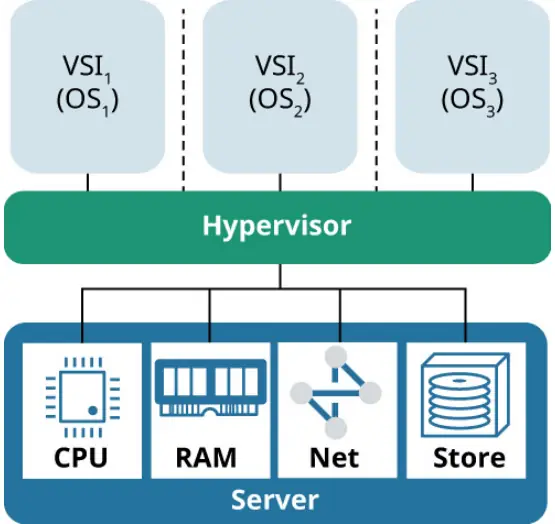 VSI₁
(OS₁)
VSI₂
(OS₂)
VSI₃
(OS₃)
Hypervisor
CPU
RAM
Net
Store
Server